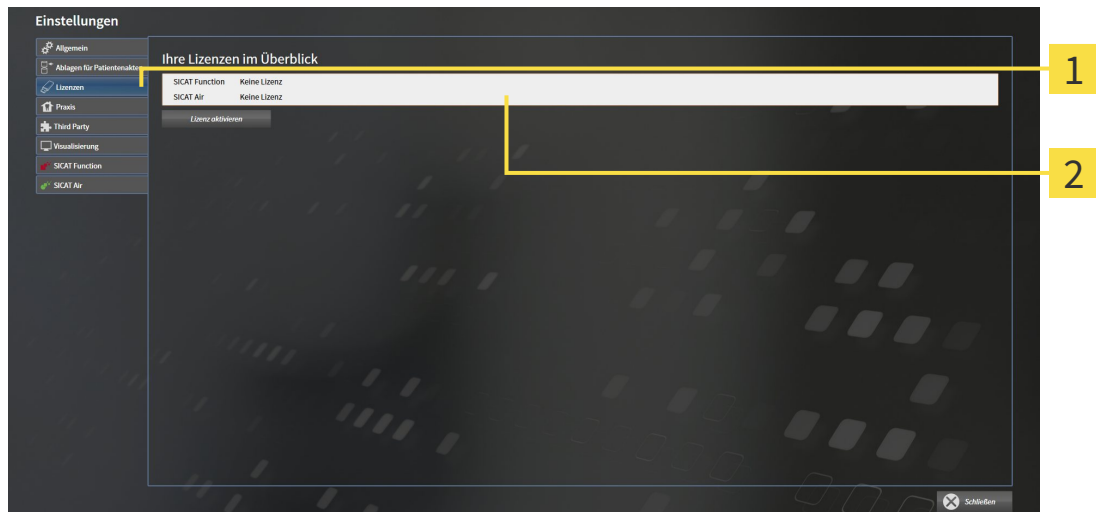 Einstellungen
Allgemein
Ablagen für Patientenakten
Lizenzen
Praxis
Third Party
Visualisierung
SICAT Function
SICAT Air
Ihre Lizenzen im Überblick
SICAT Function Keine Lizenz
SICAT Air Keine Lizenz
Lizenz aktivieren
1
2
Schließen